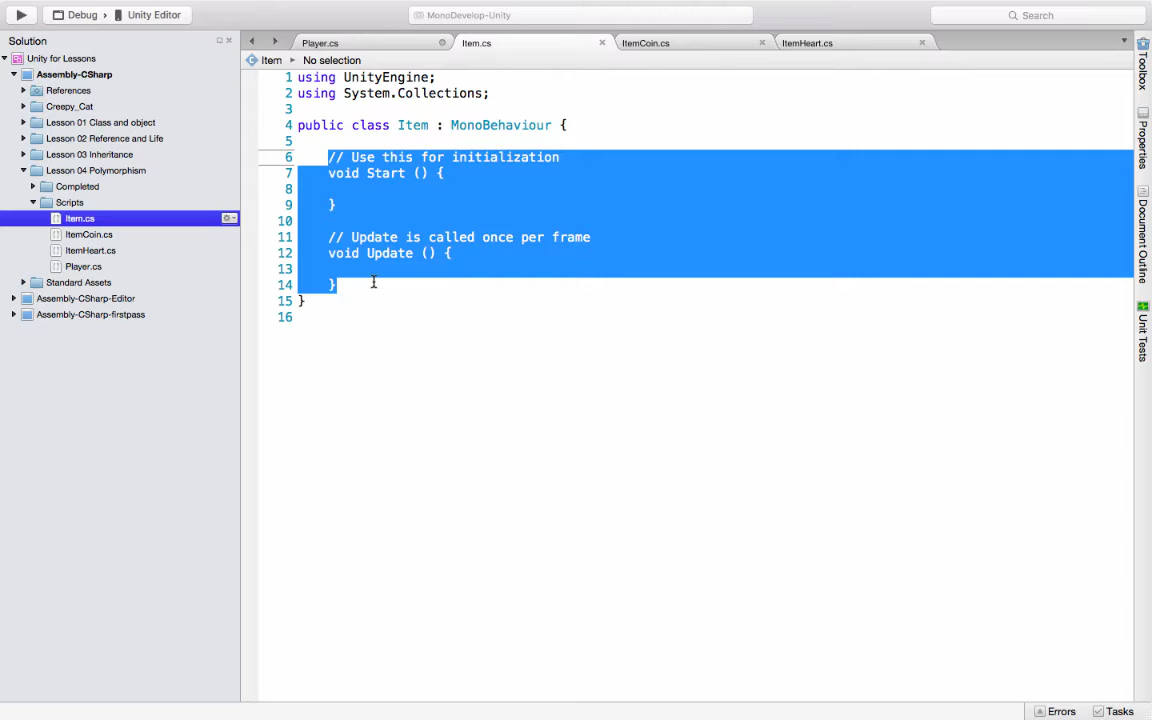 Debug › Unity Editor
MonoDevelop-Unity
Search
Solution
Unity for Lessons
Assembly-CSharp
References
Creepy_Cat
Lesson 01 Class and object
Lesson 02 Reference and Life
Lesson 03 Inheritance
Lesson 04 Polymorphism
Completed
Scripts
Item.cs
ItemCoin.cs
ItemHeart.cs
Player.cs
Standard Assets
Assembly-CSharp-Editor
Assembly-CSharp-firstpass
Player.cs
Item.cs
ItemCoin.cs
ItemHeart.cs
Item ▸ No selection
1 using UnityEngine;
2 using System.Collections;
3
4 public class Item : MonoBehaviour {
5
6 // Use this for initialization
7 void Start () {
8
9 }
10
11 // Update is called once per frame
12 void Update () {
13
14 }
15 }
16
Toolbox
Properties
Document Outline
Unit Tests
Errors
Tasks